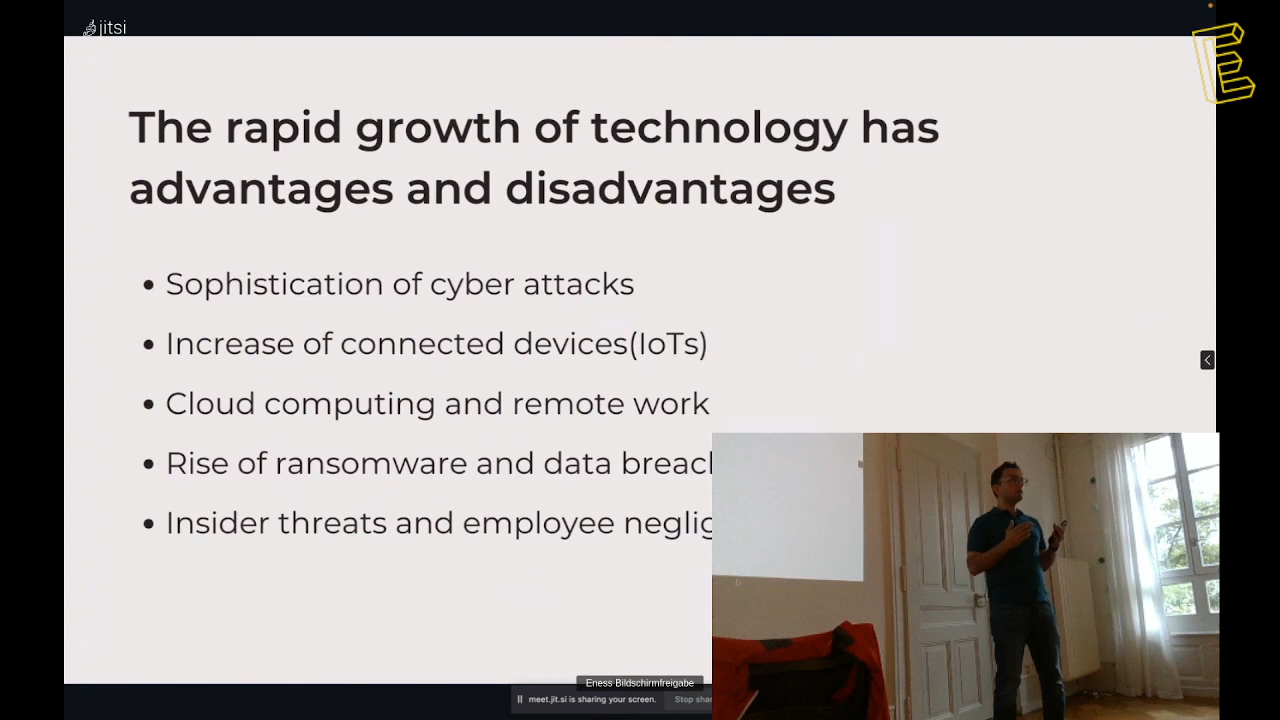 jitsi
E
The rapid growth of technology has
advantages and disadvantages
• Sophistication of cyber attacks
• Increase of connected devices(IoTs)
• Cloud computing and remote work
• Rise of ransomware and data breac
• Insider threats and employee neglig
Eness Bildschirmfreigabe
meet.jit.si is sharing your screen.
Stop shar